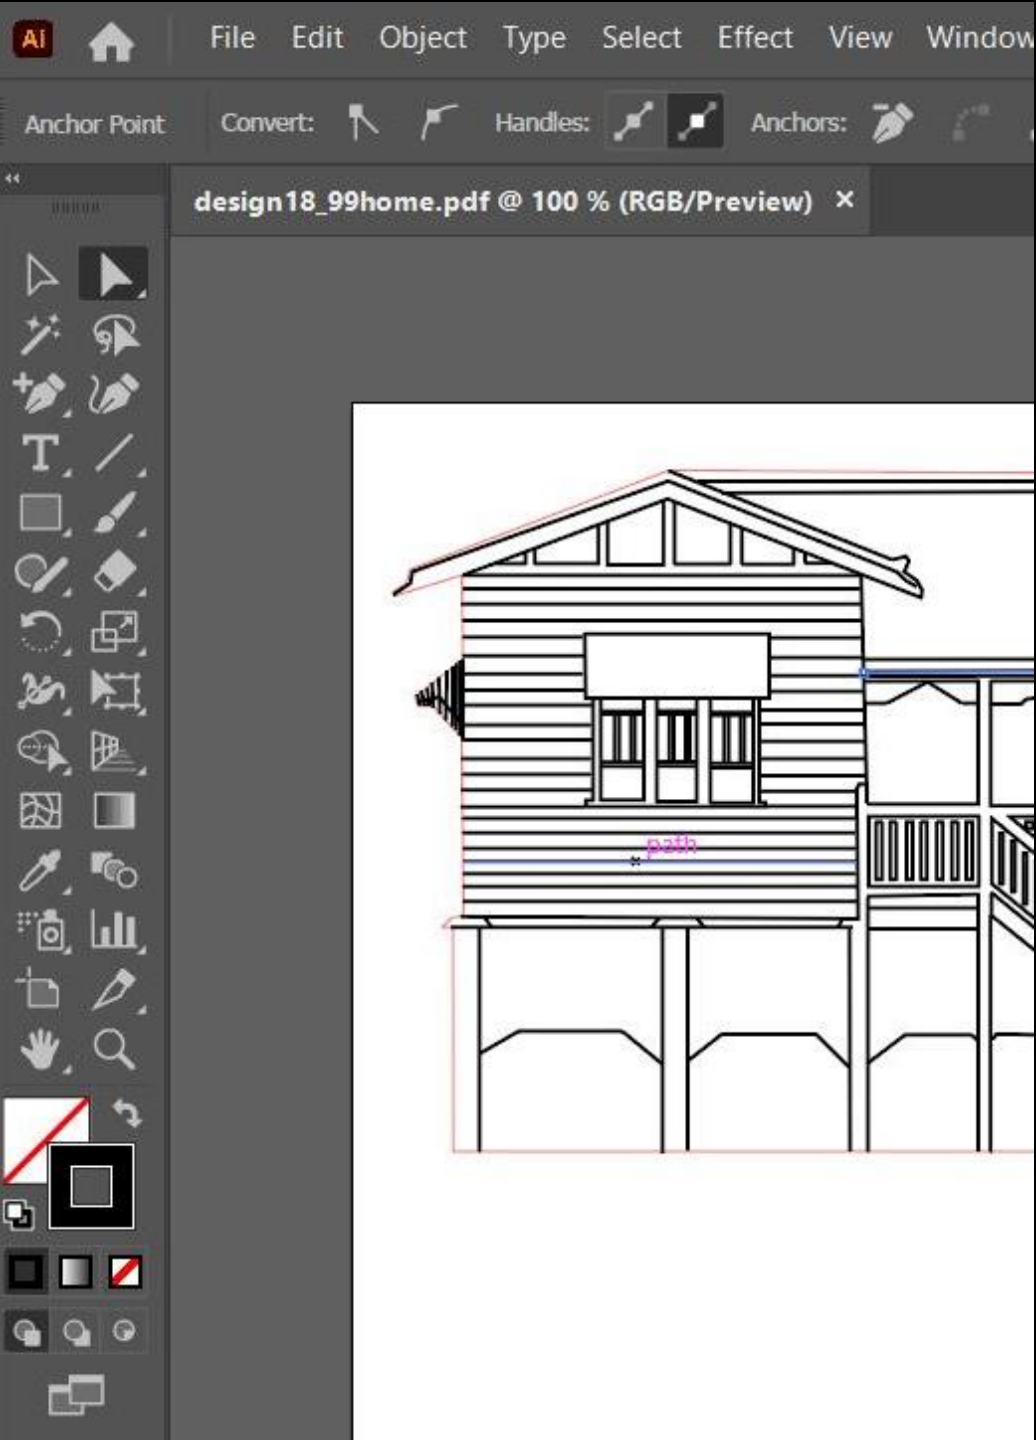 Ai File Edit Object Type Select Effect View Window
Anchor Point Convert: Handles: Anchors:
design18_99home.pdf @ 100 % (RGB/Preview) ×
path